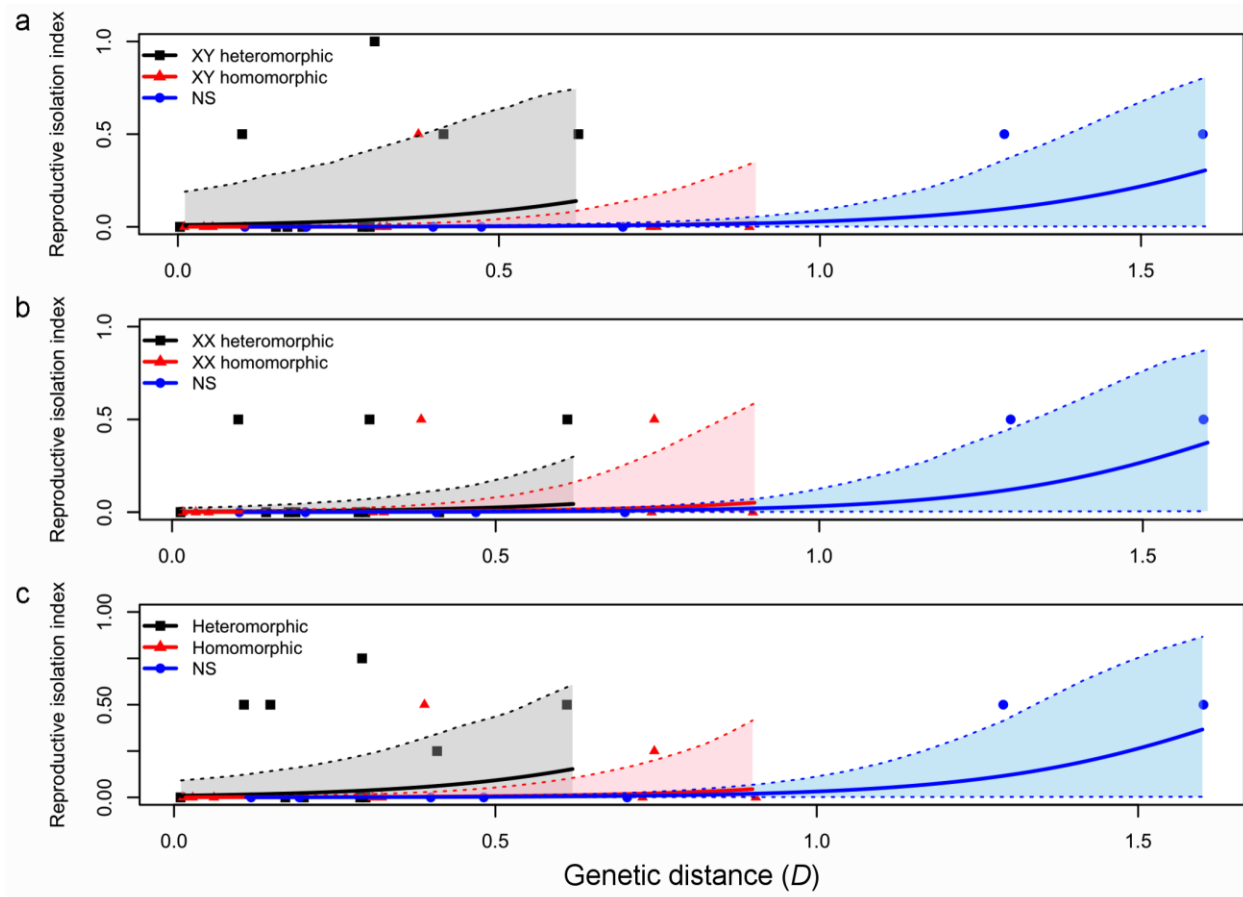 a
Reproductive isolation index
1.0
0.5
0.0
XY heteromorphic
XY homomorphic
NS
0.0 0.5 1.0 1.5
b
Reproductive isolation index
1.0
0.5
0.0
XX heteromorphic
XX homomorphic
NS
0.0 0.5 1.0 1.5
c
Reproductive isolation index
1.00
0.50
0.00
Heteromorphic
Homomorphic
NS
0.0 0.5 1.0 1.5
Genetic distance (D)